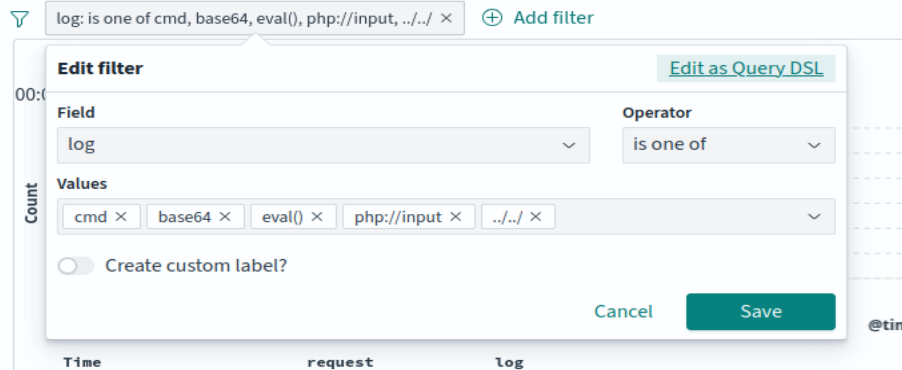 log: is one of cmd, base64, eval(), php://input, ../../ × Add filter
Edit filter Edit as Query DSL
00:0
Field Operator
log is one of
Values
cmd × base64 × eval() × php://input × ../../ ×
Count
Create custom label?
Cancel Save
@tim
Time request log